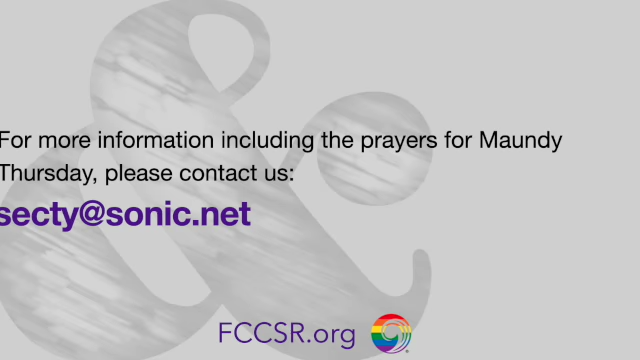 For more information including the prayers for Maundy
Thursday, please contact us:
secty@sonic.net
FCCSR.org